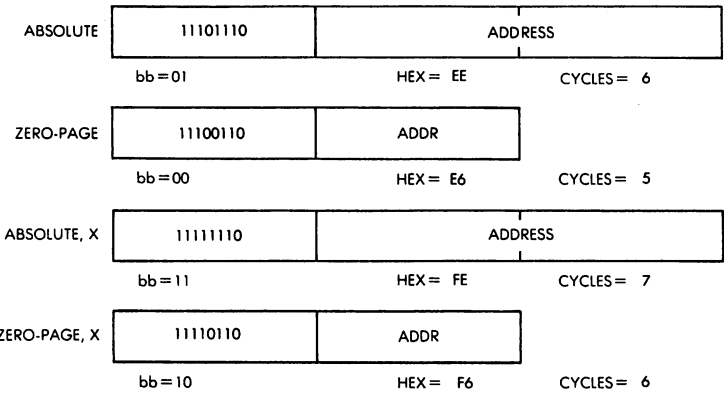 ABSOLUTE 11101110 ADDRESS
bb=01 HEX= EE CYCLES= 6
ZERO-PAGE 11100110 ADDR
bb=00 HEX= E6 CYCLES= 5
ABSOLUTE, X 11111110 ADDRESS
bb=11 HEX= FE CYCLES= 7
ZERO-PAGE, X 11110110 ADDR
bb=10 HEX= F6 CYCLES= 6